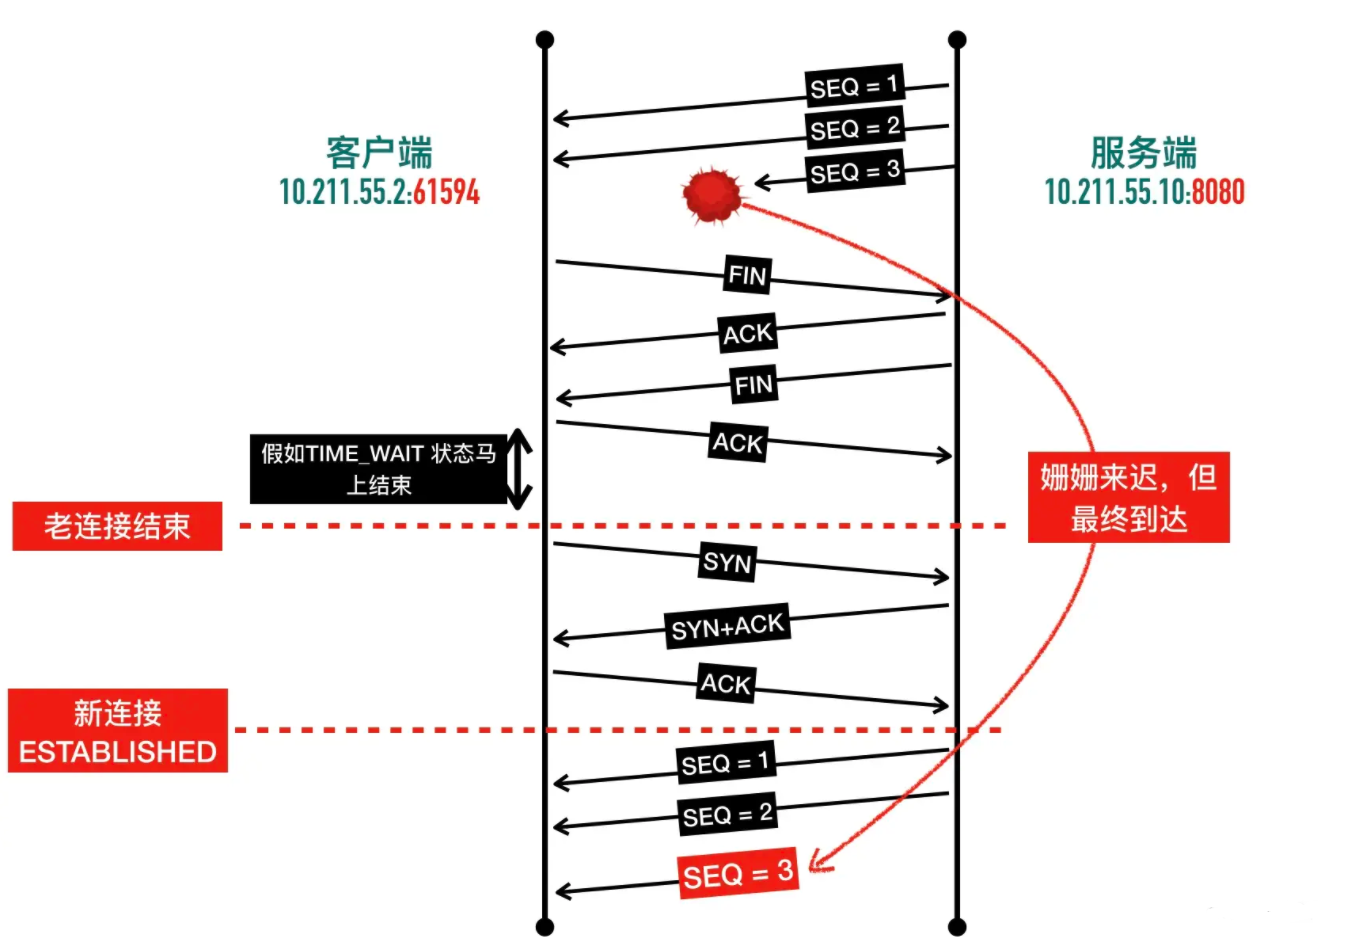 SEQ = 1
SEQ = 2
SEQ = 3
客户端
10.211.55.2:61594
服务端
10.211.55.10:8080
FIN
ACK
FIN
ACK
假如TIME_WAIT 状态马
上结束
姗姗来迟，但
最终到达
老连接结束
SYN
SYN+ACK
ACK
新连接
ESTABLISHED
SEQ = 1
SEQ = 2
SEQ = 3